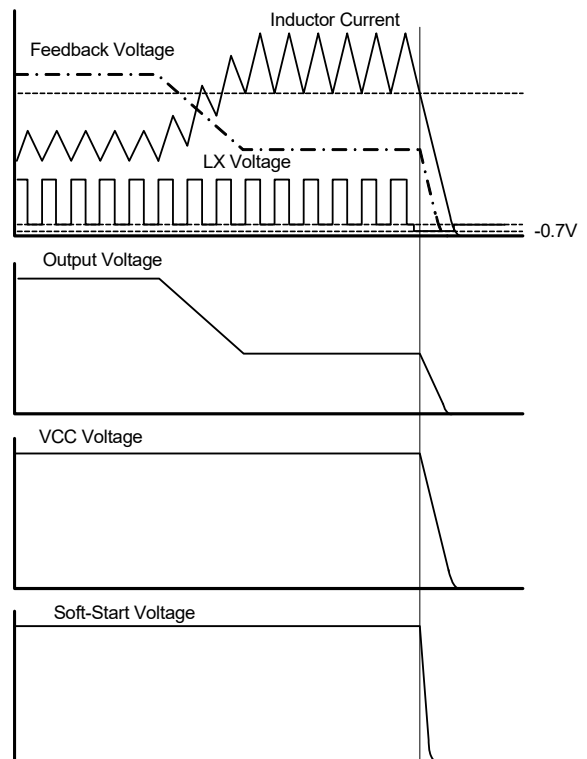 Inductor Current
Feedback Voltage
LX Voltage
-0.7V
Output Voltage
VCC Voltage
Soft-Start Voltage